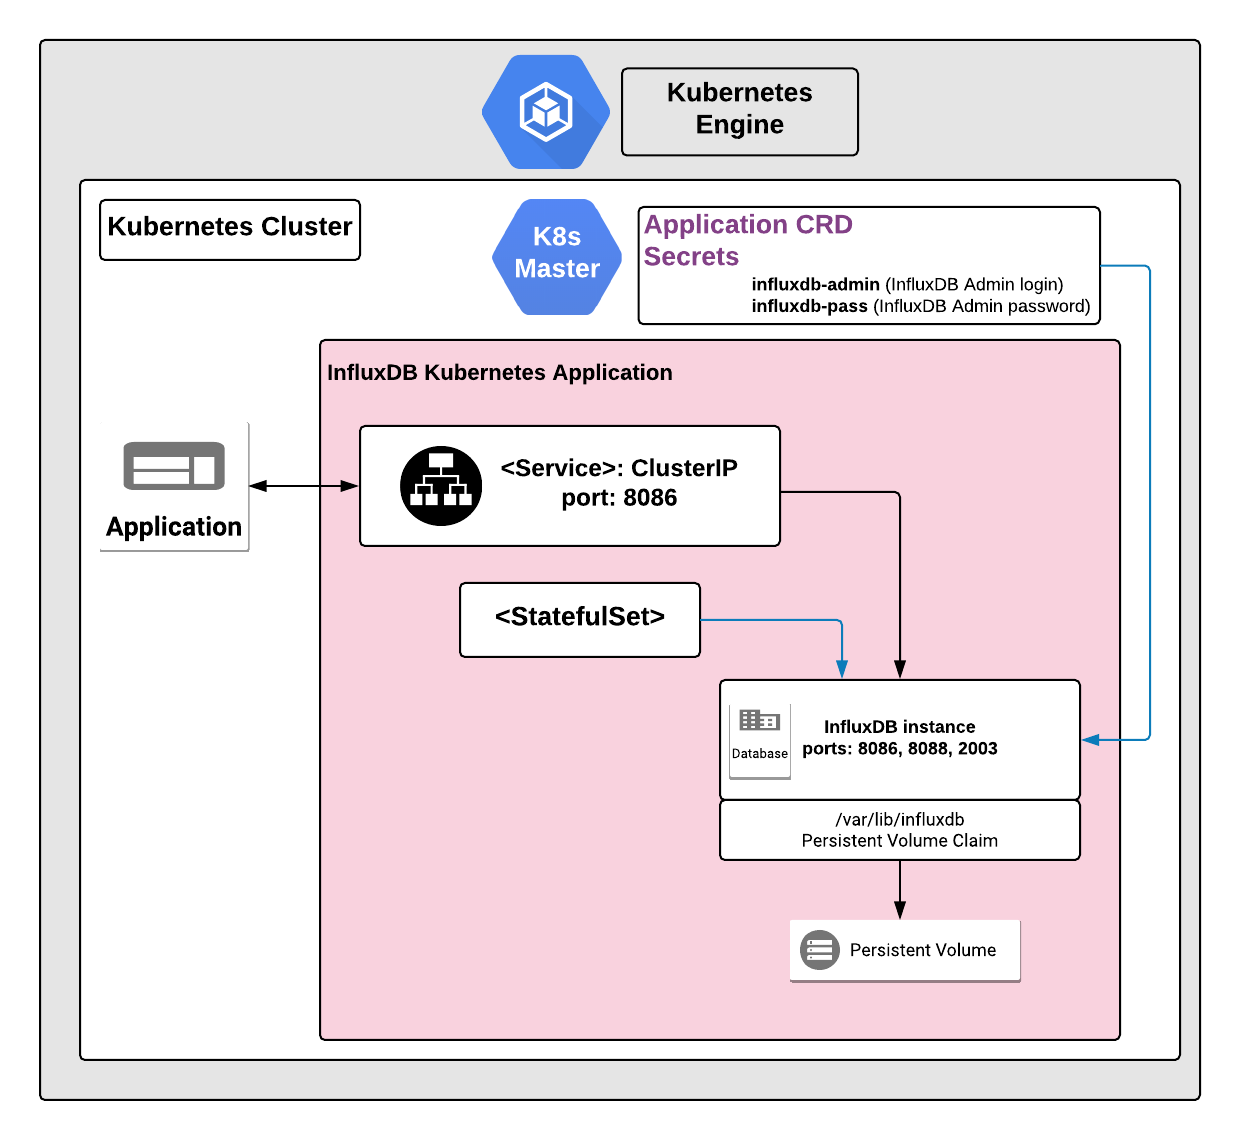 Kubernetes
Engine
Kubernetes Cluster
K8s
Master
Application CRD
Secrets
influxdb-admin (InfluxDB Admin login)
influxdb-pass (InfluxDB Admin password)
InfluxDB Kubernetes Application
Application
<Service>: ClusterIP
port: 8086
<StatefulSet>
Database
InfluxDB instance
ports: 8086, 8088, 2003
/var/lib/influxdb
Persistent Volume Claim
Persistent Volume